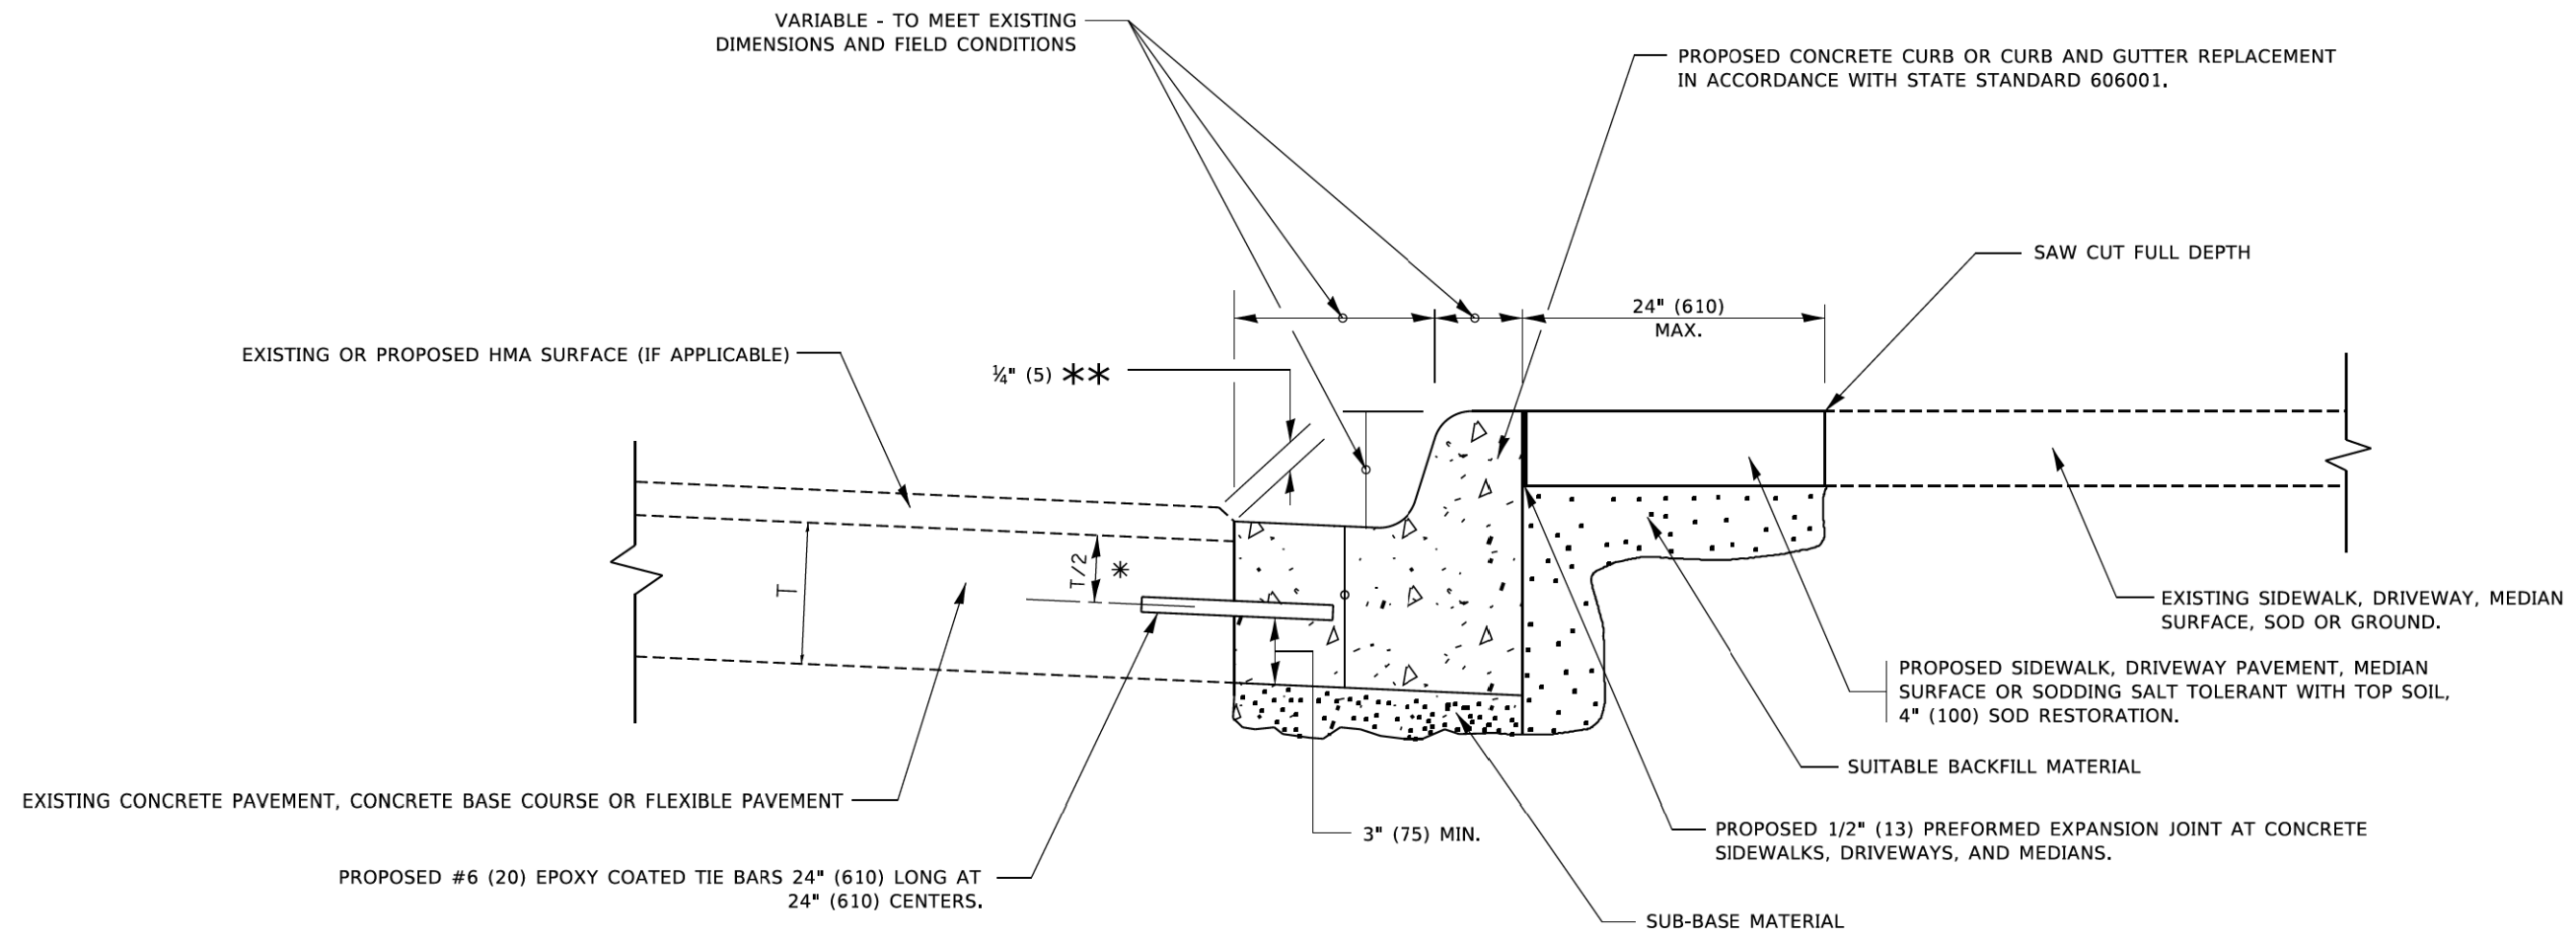 VARIABLE - TO MEET EXISTING
DIMENSIONS AND FIELD CONDITIONS
PROPOSED CONCRETE CURB OR CURB AND GUTTER REPLACEMENT
IN ACCORDANCE WITH STATE STANDARD 606001.
SAW CUT FULL DEPTH
24" (610)
MAX.
EXISTING OR PROPOSED HMA SURFACE (IF APPLICABLE)
¼" (5) **
T
T/2
*
EXISTING SIDEWALK, DRIVEWAY, MEDIAN
SURFACE, SOD OR GROUND.
PROPOSED SIDEWALK, DRIVEWAY PAVEMENT, MEDIAN
SURFACE OR SODDING SALT TOLERANT WITH TOP SOIL,
4" (100) SOD RESTORATION.
SUITABLE BACKFILL MATERIAL
EXISTING CONCRETE PAVEMENT, CONCRETE BASE COURSE OR FLEXIBLE PAVEMENT
3" (75) MIN.
PROPOSED 1/2" (13) PREFORMED EXPANSION JOINT AT CONCRETE
SIDEWALKS, DRIVEWAYS, AND MEDIANS.
PROPOSED #6 (20) EPOXY COATED TIE BARS 24" (610) LONG AT
24" (610) CENTERS.
SUB-BASE MATERIAL